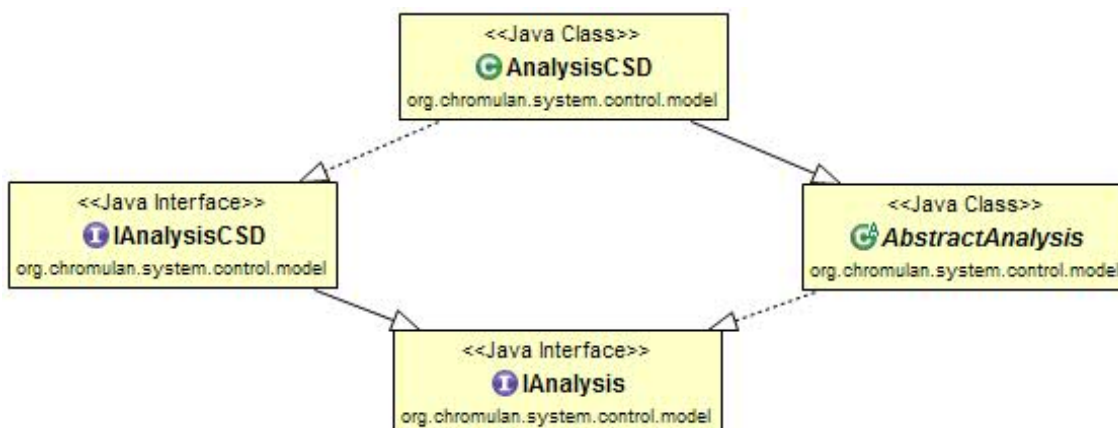 <<Java Class>>
AnalysisCSD
org.chromulan.system.control.model
<<Java Interface>>
IAnalysisCSD
org.chromulan.system.control.model
<<Java Class>>
AbstractAnalysis
org.chromulan.system.control.model
<<Java Interface>>
IAnalysis
org.chromulan.system.control.model